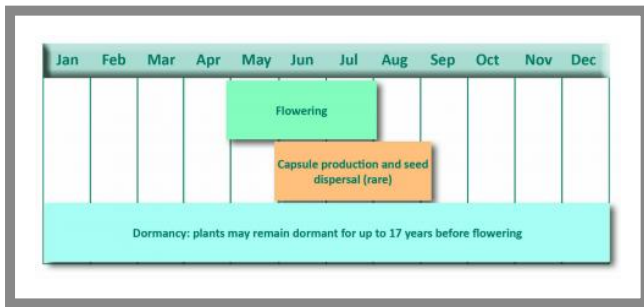 Jan Feb Mar Apr May Jun Jul Aug Sep Oct Nov Dec
Flowering
Capsule production and seed
dispersal (rare)
Dormancy: plants may remain dormant for up to 17 years before flowering